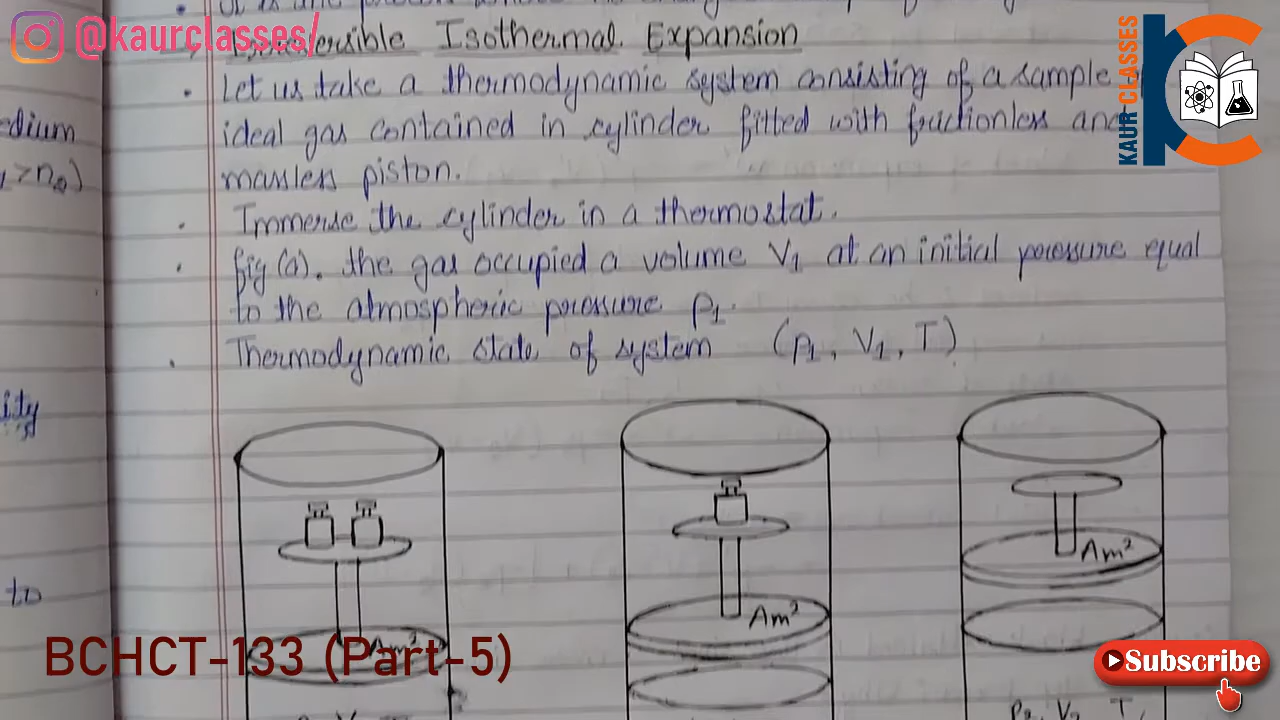 @kaurclasses/
Isothermal Expansion
KAUR CLASSES
. Let us take a thermodynamic system consisting of a sample
ideal gas contained in cylinder fitted with frictionless and
massless piston.
. Immerse the cylinder in a thermostat.
. fig (a). the gas occupied a volume V1 at an initial pressure equal
to the atmospheric pressure p1.
. Thermodynamic state of system (p1, V1, T)
to
Am²
Am²
Am²
BCHCT-133 (Part-5)
Subscribe